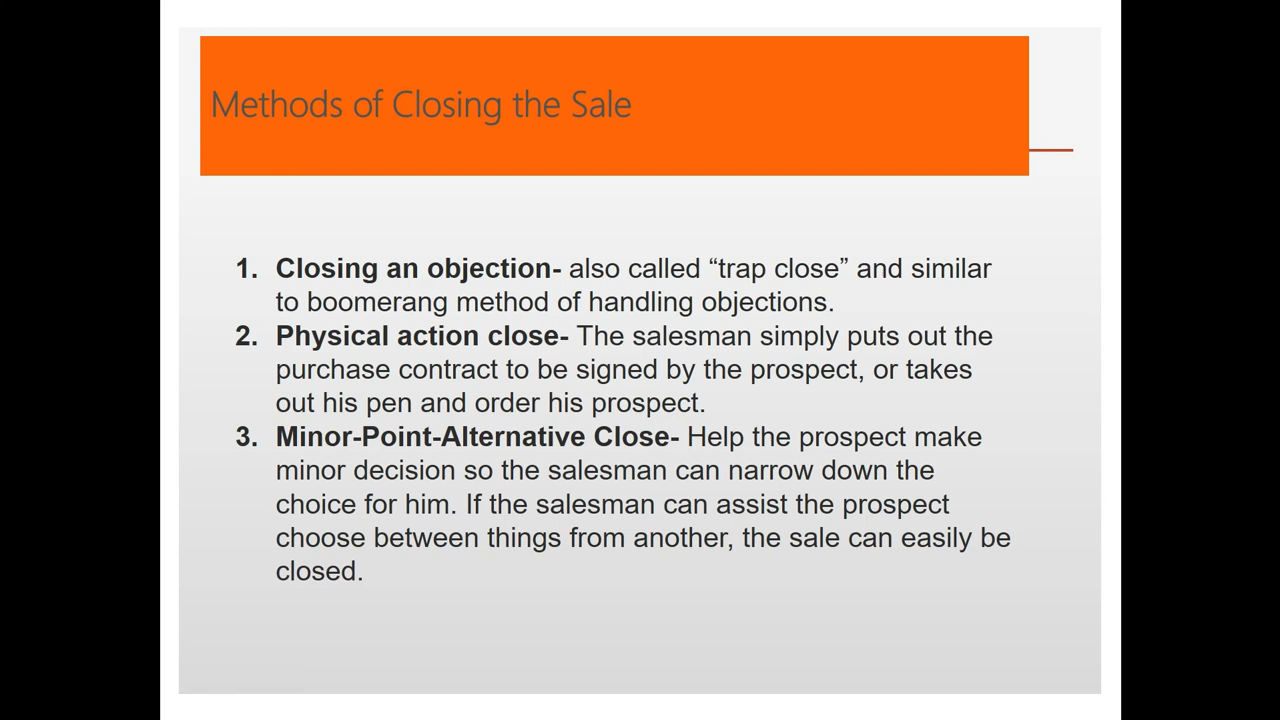 Methods of Closing the Sale
1. Closing an objection- also called “trap close” and similar
to boomerang method of handling objections.
2. Physical action close- The salesman simply puts out the
purchase contract to be signed by the prospect, or takes
out his pen and order his prospect.
3. Minor-Point-Alternative Close- Help the prospect make
minor decision so the salesman can narrow down the
choice for him. If the salesman can assist the prospect
choose between things from another, the sale can easily be
closed.